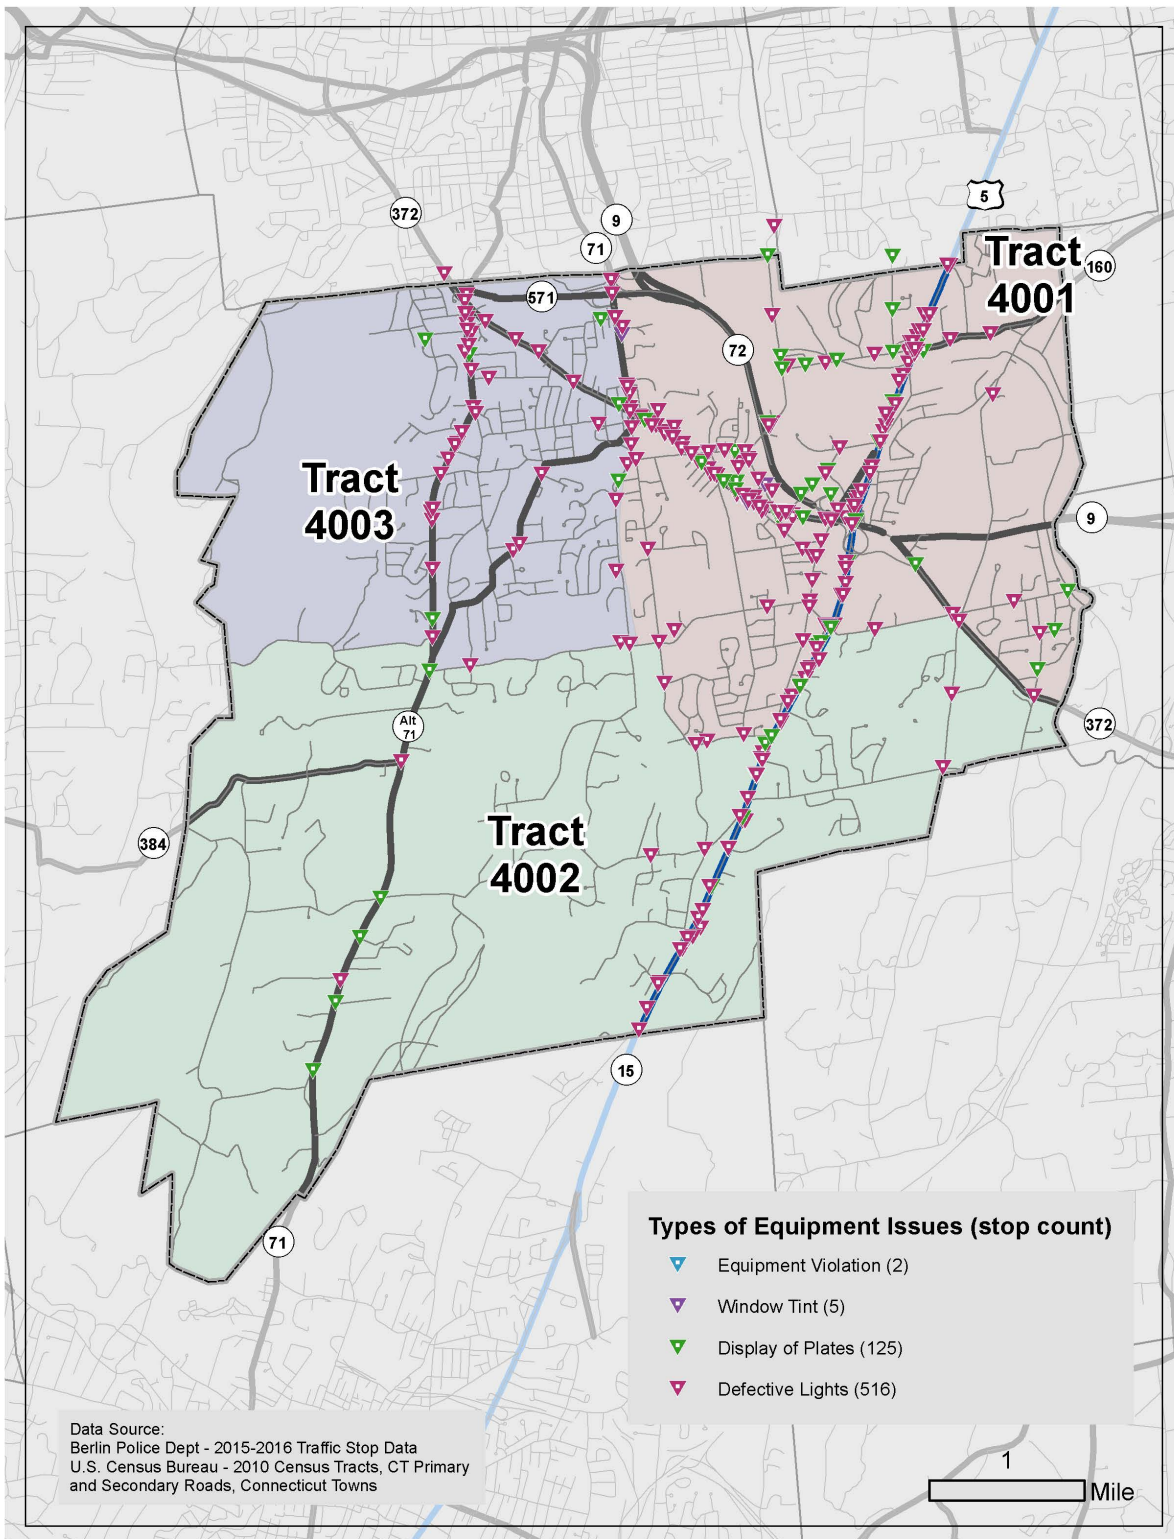 5
372
9
71
Tract
4001
160
571
72
Tract
4003
9
Alt
71
372
384
Tract
4002
15
71
Types of Equipment Issues (stop count)
Equipment Violation (2)
Window Tint (5)
Display of Plates (125)
Defective Lights (516)
Data Source:
Berlin Police Dept - 2015-2016 Traffic Stop Data
U.S. Census Bureau - 2010 Census Tracts, CT Primary
and Secondary Roads, Connecticut Towns
1
Mile